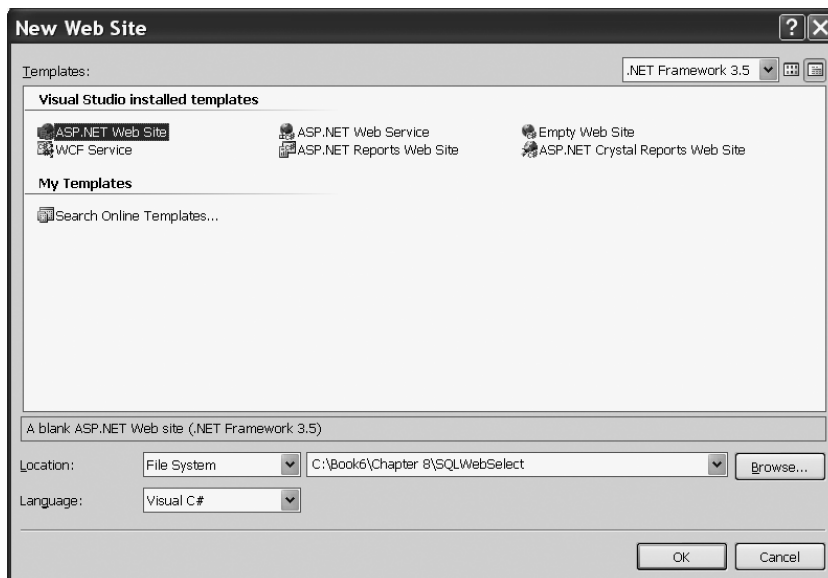 New Web Site
Templates:
.NET Framework 3.5
Visual Studio installed templates
ASP.NET Web Site
ASP.NET Web Service
Empty Web Site
WCF Service
ASP.NET Reports Web Site
ASP.NET Crystal Reports Web Site
My Templates
Search Online Templates...
A blank ASP.NET Web site (.NET Framework 3.5)
Location:
File System
C:\Book6\Chapter 8\SQLWebSelect
Browse...
Language:
Visual C#
OK
Cancel